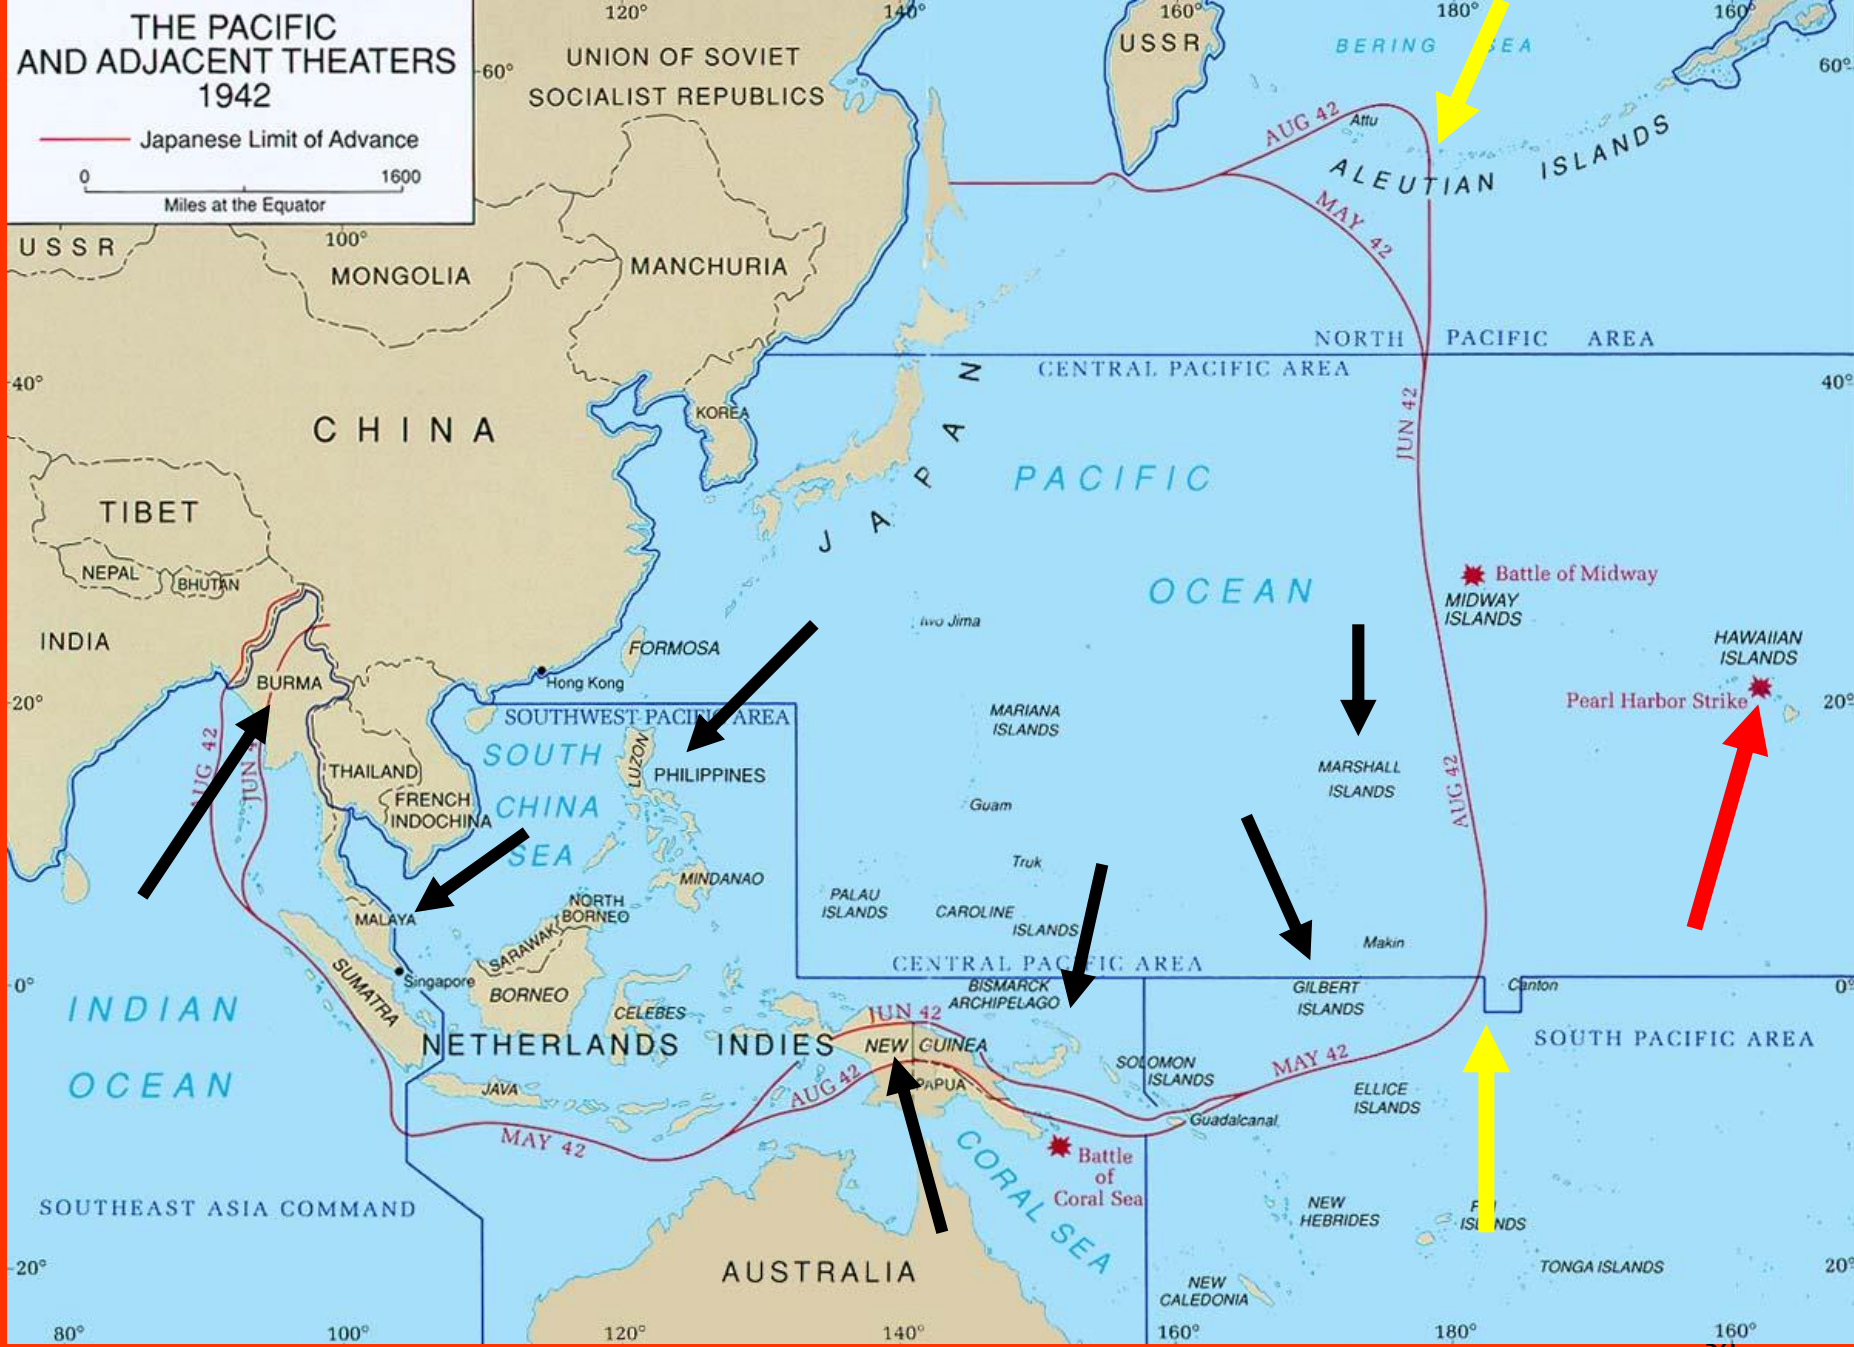 THE PACIFIC
AND ADJACENT THEATERS
1942
Japanese Limit of Advance
0 1600
Miles at the Equator
120° 140° 160° 180° 160°
60° 60°
UNION OF SOVIET
SOCIALIST REPUBLICS
USSR
BERING SEA
AUG 42
Attu
ALEUTIAN ISLANDS
MAY 42
USSR
100°
MONGOLIA
MANCHURIA
NORTH PACIFIC AREA
CENTRAL PACIFIC AREA
40° 40°
JUN 42
KOREA
CHINA
JAPAN
PACIFIC
OCEAN
TIBET
NEPAL
BHUTAN
INDIA
BURMA
Battle of Midway
MIDWAY
ISLANDS
Iwo Jima
HAWAIIAN
ISLANDS
FORMOSA
Hong Kong
Pearl Harbor Strike
20° 20°
SOUTHWEST PACIFIC AREA
MARIANA
ISLANDS
AUG 42
JUN
SOUTH
CHINA
SEA
LUZON
PHILIPPINES
THAILAND
FRENCH
INDOCHINA
MARSHALL
ISLANDS
AUG 42
Guam
Truk
MINDANAO
PALAU
ISLANDS
CAROLINE
ISLANDS
NORTH
BORNEO
SARAWAK
MALAYA
Makin
CENTRAL PACIFIC AREA
Singapore
SUMATRA
BORNEO
CELEBES
BISMARCK
ARCHIPELAGO
GILBERT
ISLANDS
Canton
0° 0°
INDIAN
OCEAN
JUN 42
NETHERLANDS INDIES
NEW GUINEA
SOUTH PACIFIC AREA
SOLOMON
ISLANDS
MAY 42
PAPUA
AUG 42
JAVA
ELLICE
ISLANDS
Guadalcanal
MAY 42
Battle
of
Coral Sea
CORAL SEA
SOUTHEAST ASIA COMMAND
NEW
HEBRIDES
ISLANDS
AUSTRALIA
TONGA ISLANDS
20° 20°
NEW
CALEDONIA
80° 100° 120° 140° 160° 180° 160°